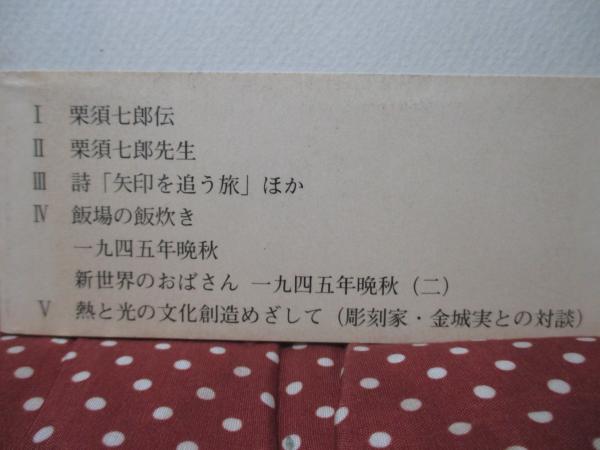 Ⅰ 栗須七郎伝
Ⅱ 栗須七郎先生
Ⅲ 詩「矢印を追う旅」ほか
Ⅳ 飯場の飯炊き
一九四五年晩秋
新世界のおばさん 一九四五年晩秋（二）
Ⅴ 熱と光の文化創造めざして（彫刻家・金城実との対談）